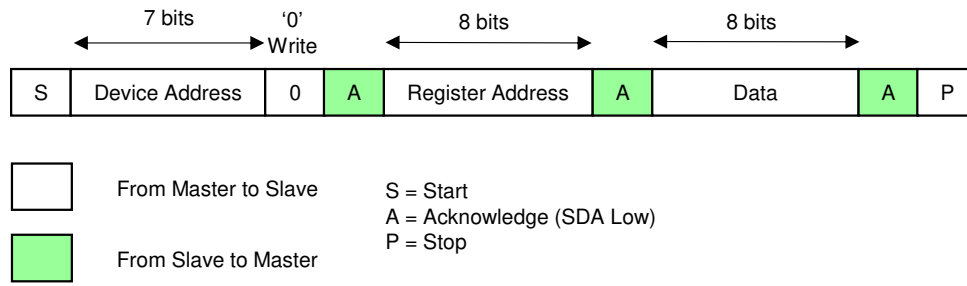 7 bits
‘0’
Write
8 bits
8 bits
S Device Address 0 A Register Address A Data A P
From Master to Slave
From Slave to Master
S = Start
A = Acknowledge (SDA Low)
P = Stop